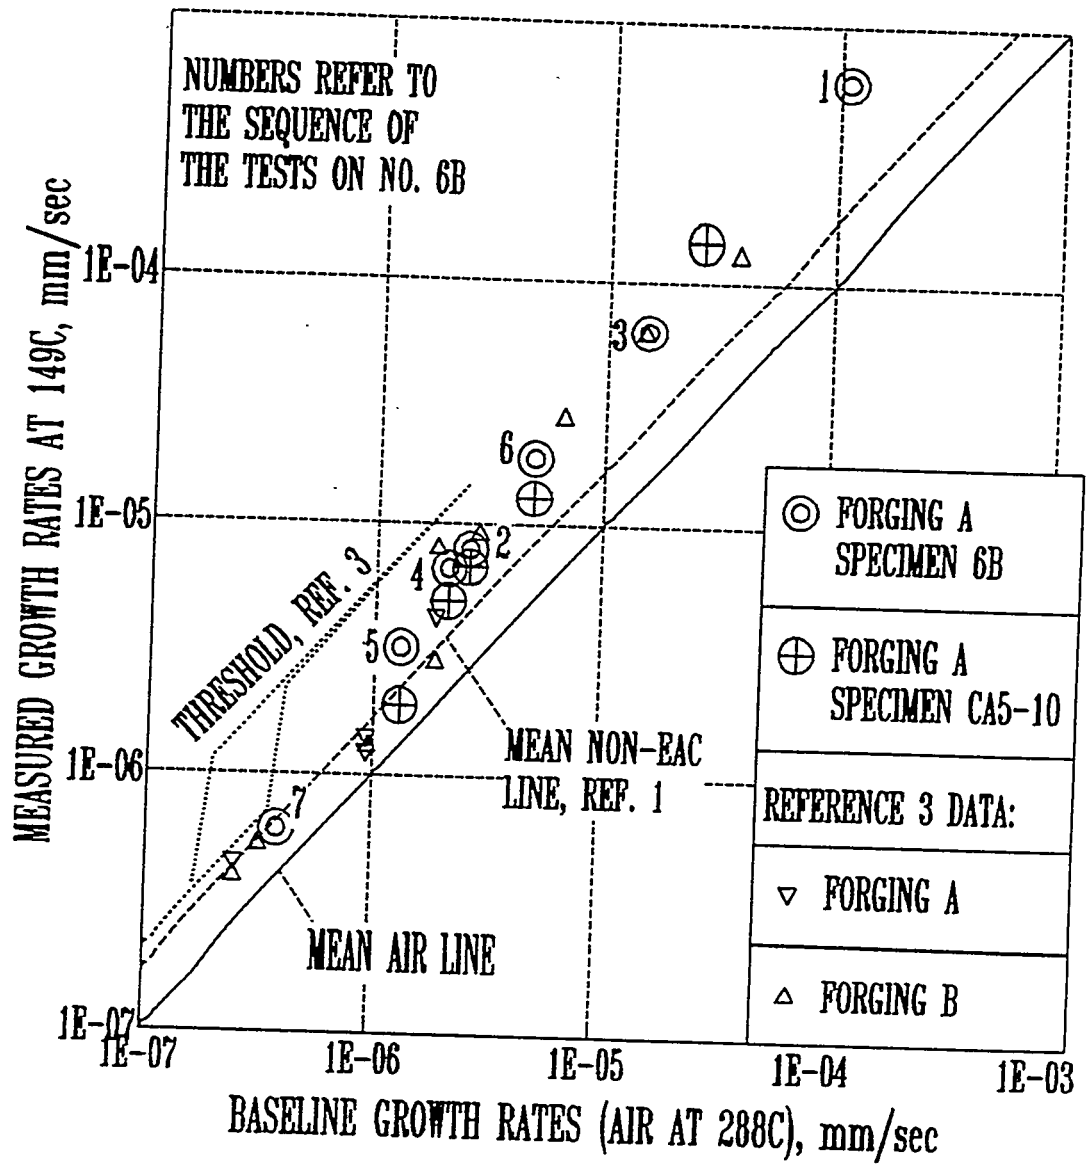 NUMBERS REFER TO
THE SEQUENCE OF
THE TESTS ON NO. 6B
1
3
6
2
4
5
7
MEASURED GROWTH RATES AT 149C, mm/sec
1E-04
1E-05
1E-06
1E-07
THRESHOLD, REF. 3
MEAN NON-EAC
LINE, REF. 1
MEAN AIR LINE
FORGING A
SPECIMEN 6B
FORGING A
SPECIMEN CA5-10
REFERENCE 3 DATA:
FORGING A
FORGING B
1E-07
1E-06
1E-05
1E-04
1E-03
BASELINE GROWTH RATES (AIR AT 288C), mm/sec